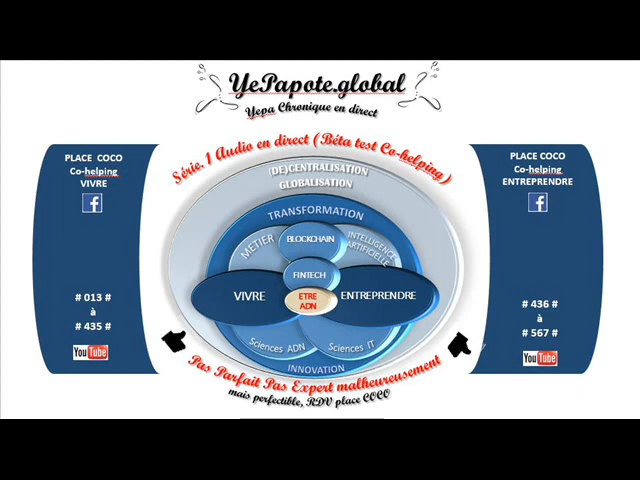 YePapote.global
Yepa Chronique en direct
Série, 1 Audio en direct (Béta test Co-helping)
PLACE COCO
Co-helping
VIVRE
f
# 013 #
à
# 435 #
YouTube
(DE)CENTRALISATION
GLOBALISATION
TRANSFORMATION
METIER
BLOCKCHAIN
INTELLIGENCE
ARTIFICIELLE
FINTECH
VIVRE
ETRE
ADN
ENTREPRENDRE
Sciences ADN
Sciences IT
INNOVATION
PLACE COCO
Co-helping
ENTREPRENDRE
f
# 436 #
à
# 567 #
YouTube
Pas Parfait Pas Expert malheureusement
mais perfectible, RDV place COCO